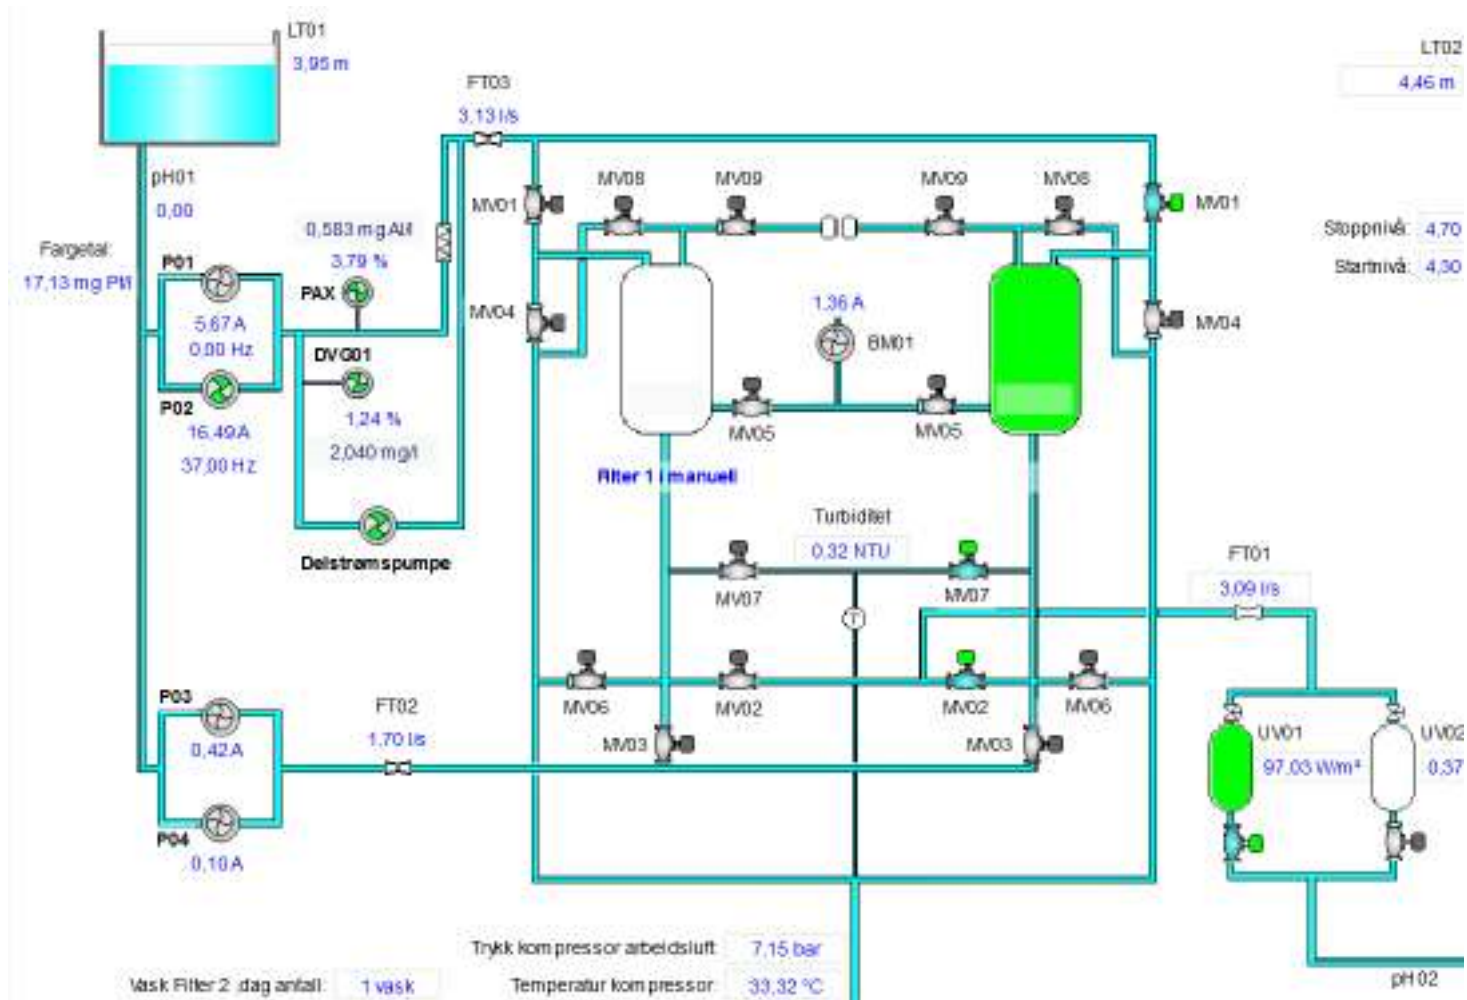 LT01
3,95 m
LT02
4,46 m
FT03
3,13 l/s
pH01
0,00
MV08
MV09
MV09
MV08
MV01
MV01
0,583 mg Al/l
3,79 %
Fargetal:
17,13 mg Pt/l
Stoppnivå: 4,70
Startnivå: 4,30
P01
PAX
5,67 A
0,00 Hz
MV04
1,36 A
BM01
MV04
DVG01
P02
1,24 %
16,49 A
37,00 Hz
2,040 mg/l
MV05
MV05
Filter 1 i manuell
Turbiditet
0,32 NTU
Delstrømspumpe
FT01
3,09 l/s
MV07
MV07
T
P03
0,42 A
FT02
1,70 l/s
MV06
MV02
MV02
MV06
MV03
MV03
UV01
97,03 W/m²
UV02
0,37
P04
0,10 A
Trykk kompressor arbeidsluft: 7,15 bar
Vask Filter 2 ,dag antall: 1 vask
Temperatur kompressor: 33,32 °C
pH02